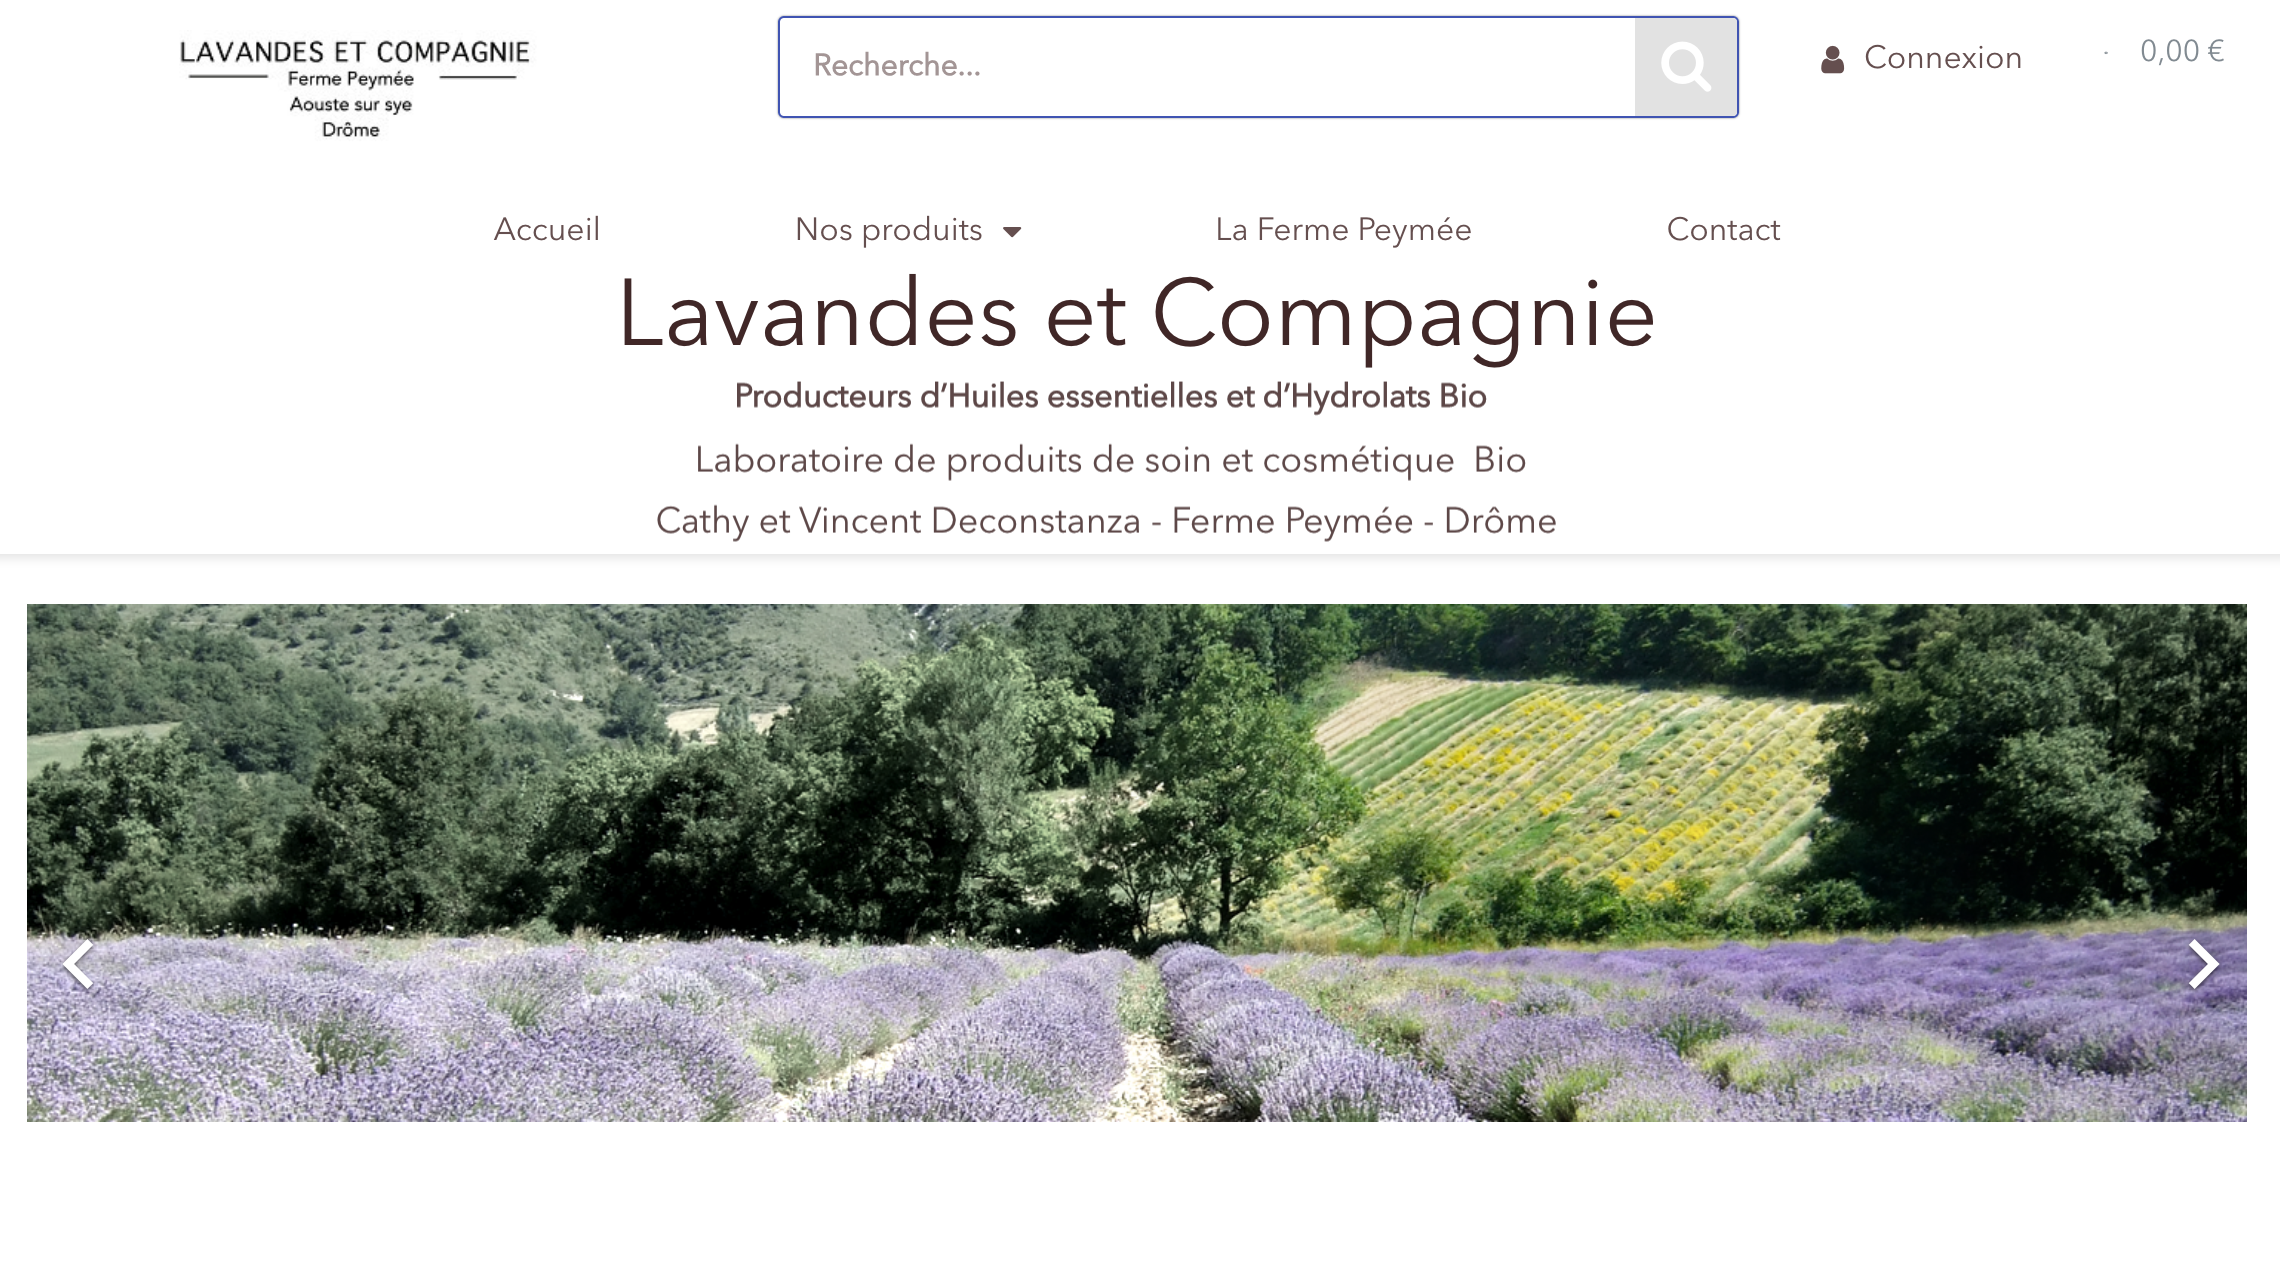 LAVANDES ET COMPAGNIE
Ferme Peymée
Aouste sur sye
Drôme
Recherche...
Connexion
· 0,00 €
Accueil
Nos produits
La Ferme Peymée
Contact
Lavandes et Compagnie
Producteurs d’Huiles essentielles et d’Hydrolats Bio
Laboratoire de produits de soin et cosmétique Bio
Cathy et Vincent Deconstanza - Ferme Peymée - Drôme